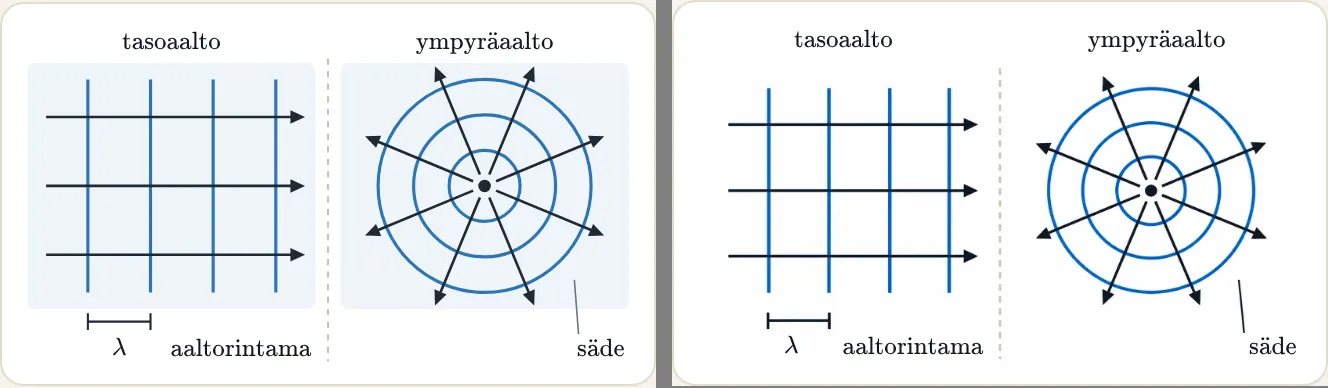 tasoaalto
ympyräaalto
λ
aaltorintama
säde
tasoaalto
ympyräaalto
λ
aaltorintama
säde